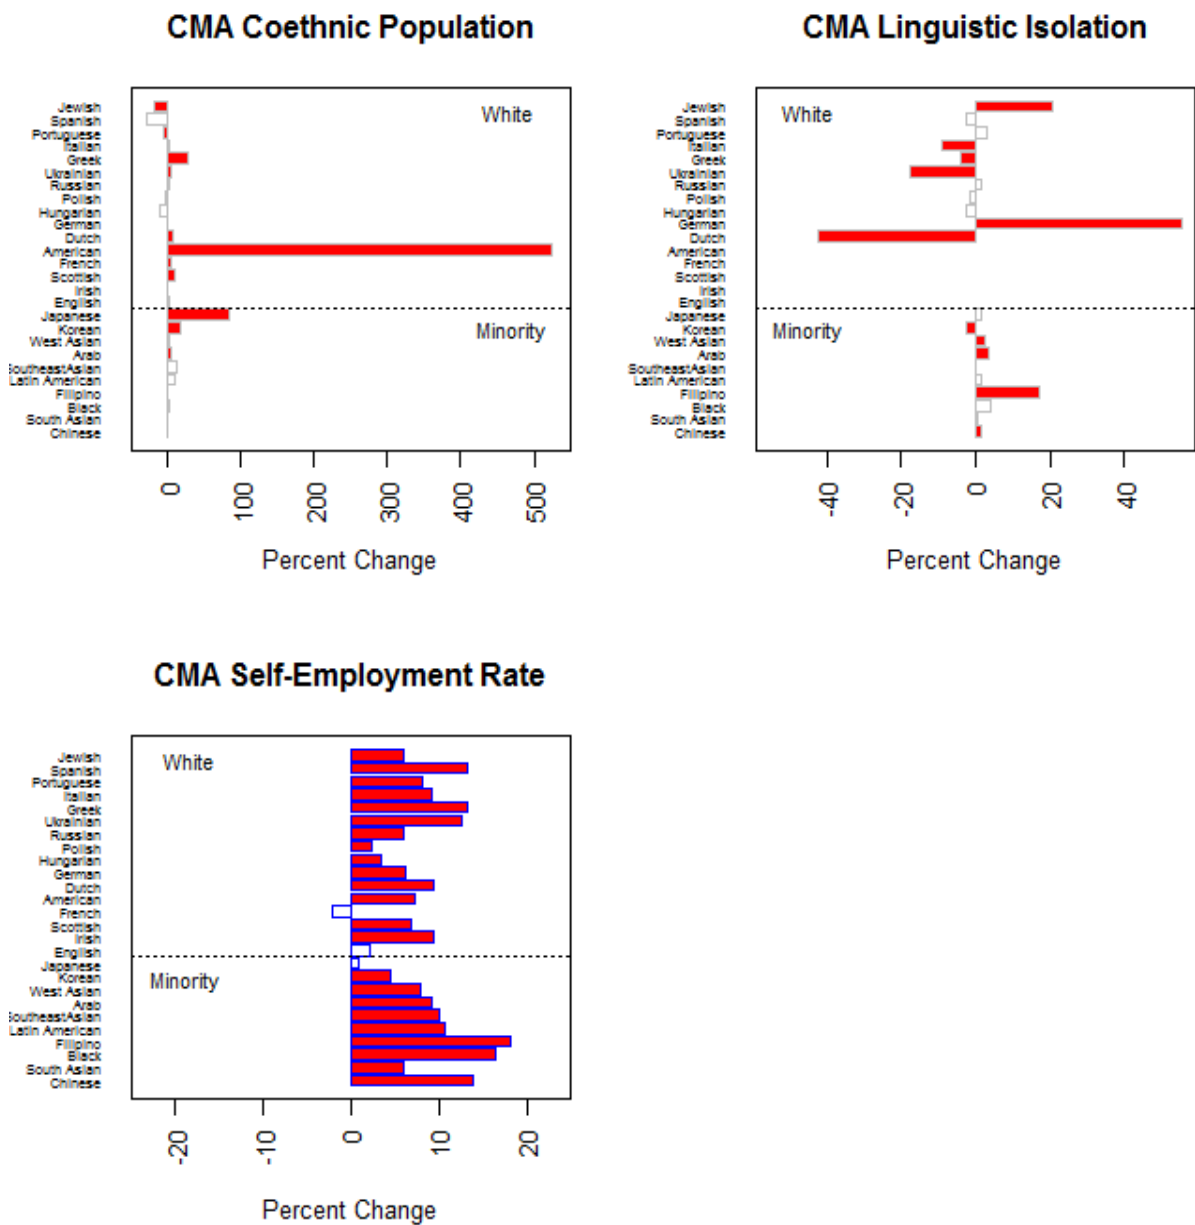 CMA Coethnic Population
White
Jewish
Spanish
Portuguese
Italian
Greek
Ukrainian
Russian
Polish
Hungarian
German
Dutch
American
French
Scottish
Irish
English
Minority
Japanese
Korean
West Asian
Arab
SoutheastAsian
Latin American
Filipino
Black
South Asian
Chinese
0 100 200 300 400 500
Percent Change
CMA Linguistic Isolation
White
Jewish
Spanish
Portuguese
Italian
Greek
Ukrainian
Russian
Polish
Hungarian
German
Dutch
American
French
Scottish
Irish
English
Minority
Japanese
Korean
West Asian
Arab
SoutheastAsian
Latin American
Filipino
Black
South Asian
Chinese
-40 -20 0 20 40
Percent Change
CMA Self-Employment Rate
White
Jewish
Spanish
Portuguese
Italian
Greek
Ukrainian
Russian
Polish
Hungarian
German
Dutch
American
French
Scottish
Irish
English
Minority
Japanese
Korean
West Asian
Arab
SoutheastAsian
Latin American
Filipino
Black
South Asian
Chinese
-20 -10 0 10 20
Percent Change